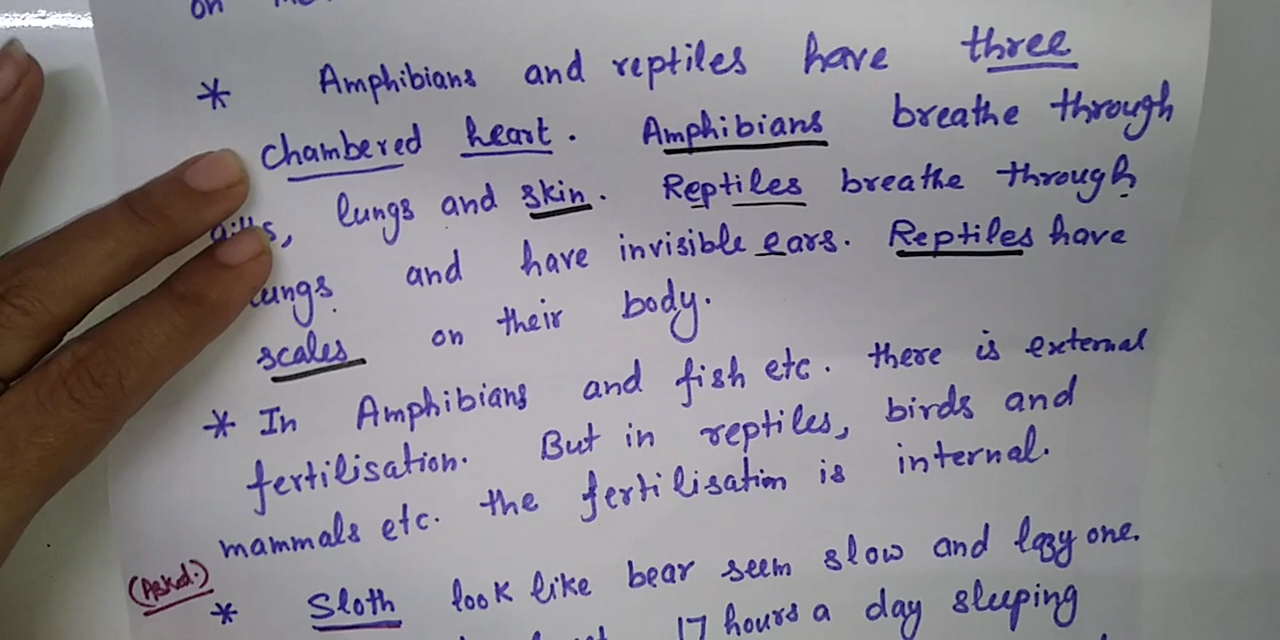 on
* Amphibians and reptiles have three
chambered heart. Amphibians breathe through
gills, lungs and skin. Reptiles breathe through
lungs and have invisible ears. Reptiles have
scales on their body.
* In Amphibians and fish etc. there is external
fertilisation. But in reptiles, birds and
mammals etc. the fertilisation is internal.
(Asked.)
* Sloth look like bear seem slow and lazy one.
17 hours a day sleeping